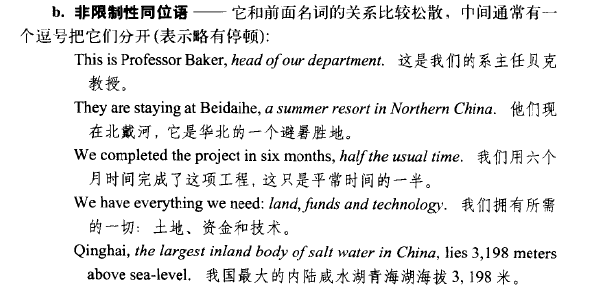 b. 非限制性同位语 —— 它和前面名词的关系比较松散，中间通常有一
个逗号把它们分开(表示略有停顿)：
This is Professor Baker, head of our department. 这是我们的系主任贝克
教授。
They are staying at Beidaihe, a summer resort in Northern China. 他们现
在北戴河，它是华北的一个避暑胜地。
We completed the project in six months, half the usual time. 我们用六个
月时间完成了这项工程，这只是平常时间的一半。
We have everything we need: land, funds and technology. 我们拥有所需
的一切：土地、资金和技术。
Qinghai, the largest inland body of salt water in China, lies 3,198 meters
above sea-level. 我国最大的内陆咸水湖青海湖海拔 3, 198 米。